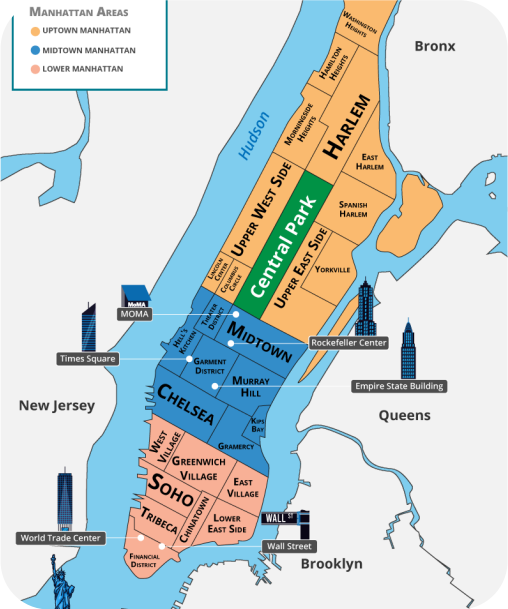 MANHATTAN AREAS
UPTOWN MANHATTAN
MIDTOWN MANHATTAN
LOWER MANHATTAN
WASHINGTON
HEIGHTS
Bronx
HAMILTON
HEIGHTS
Hudson
MORNINGSIDE
HEIGHTS
HARLEM
EAST
HARLEM
UPPER WEST SIDE
Central Park
SPANISH
HARLEM
UPPER EAST SIDE
YORKVILLE
LINCOLN
CENTER
COLUMBUS
CIRCLE
MoMA
MOMA
THEATER
DISTRICT
MIDTOWN
Rockefeller Center
HELL'S
KITCHEN
Times Square
GARMENT
DISTRICT
MURRAY
HILL
Empire State Building
New Jersey
CHELSEA
KIPS
BAY
Queens
GRAMERCY
WEST
VILLAGE
GREENWICH
VILLAGE
EAST
VILLAGE
SOHO
TRIBECA
CHINATOWN
LOWER
EAST SIDE
WALL ST
World Trade Center
Wall Street
FINANCIAL
DISTRICT
Brooklyn